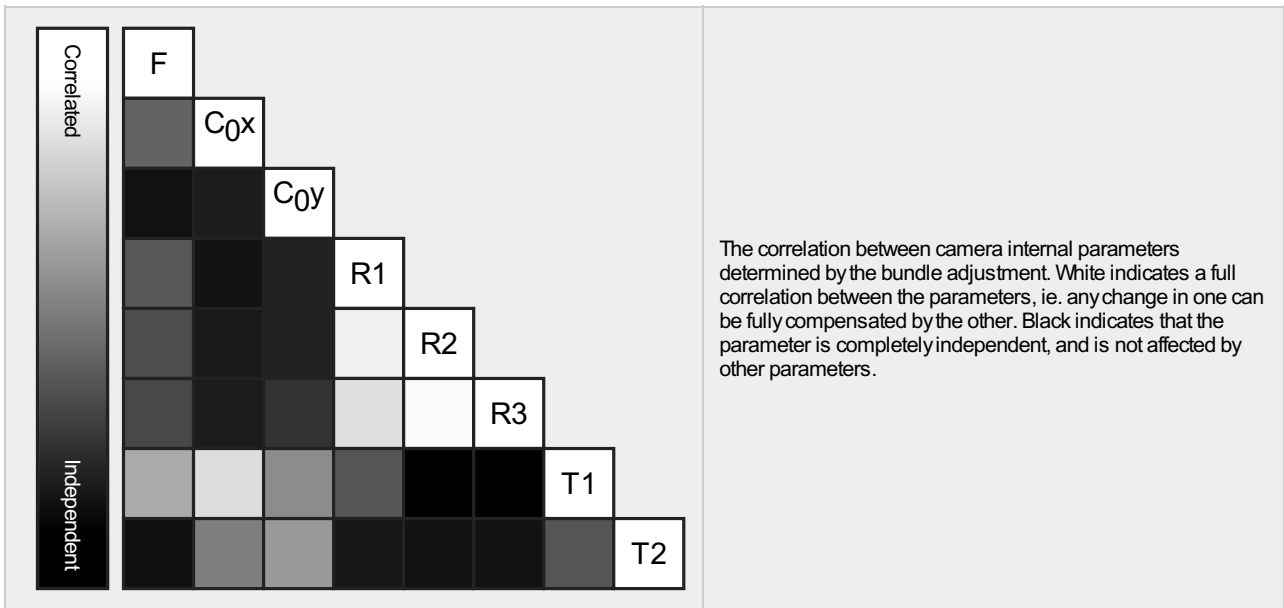 Correlated
Independent
F
C0x
C0y
R1
R2
R3
T1
T2
The correlation between camera internal parameters
determined by the bundle adjustment. White indicates a full
correlation between the parameters, ie. any change in one can
be fully compensated by the other. Black indicates that the
parameter is completely independent, and is not affected by
other parameters.